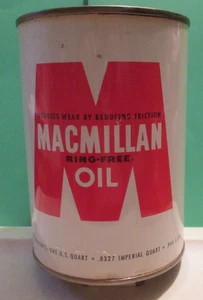 REDUCES WEAR BY REDUCING FRICTION
MACMILLAN
RING-FREE
OIL
ONE U.S. QUART • .8327 IMPERIAL QUART •